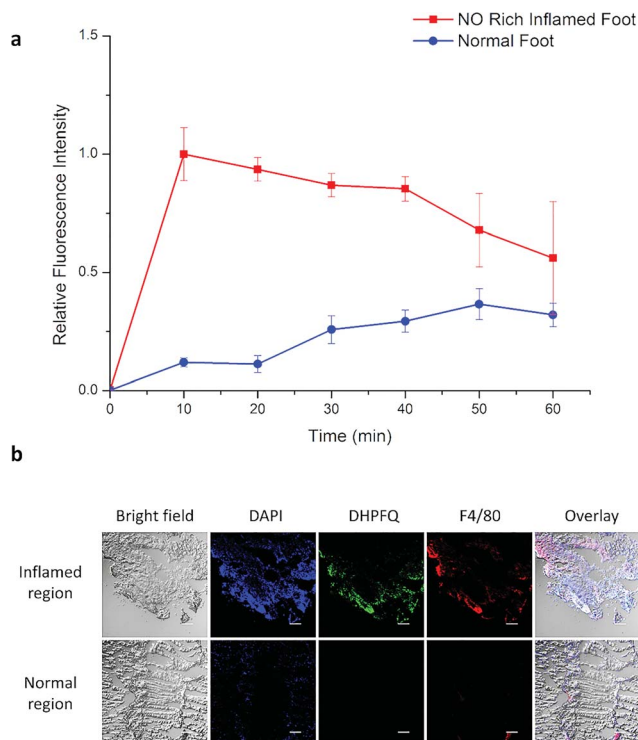 a
NO Rich Inflamed Foot
Normal Foot
Relative Fluorescence Intensity
1.5
1.0
0.5
0.0
0 10 20 30 40 50 60
Time (min)
b
Bright field DAPI DHPFQ F4/80 Overlay
Inflamed
region
Normal
region